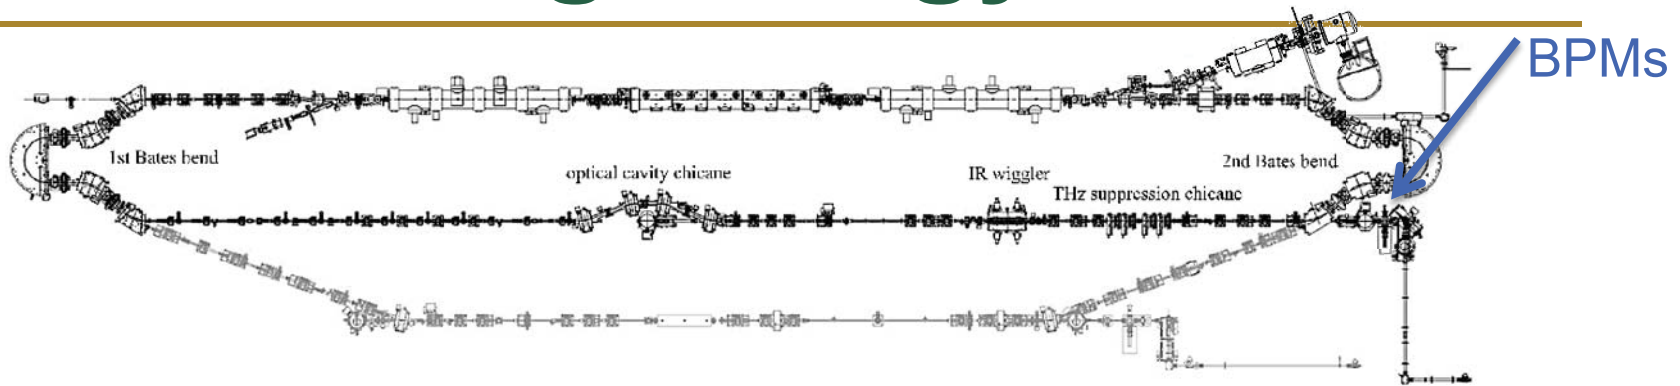 BPMs
1st Bates bend
optical cavity chicane
IR wiggler
2nd Bates bend
THz suppression chicane